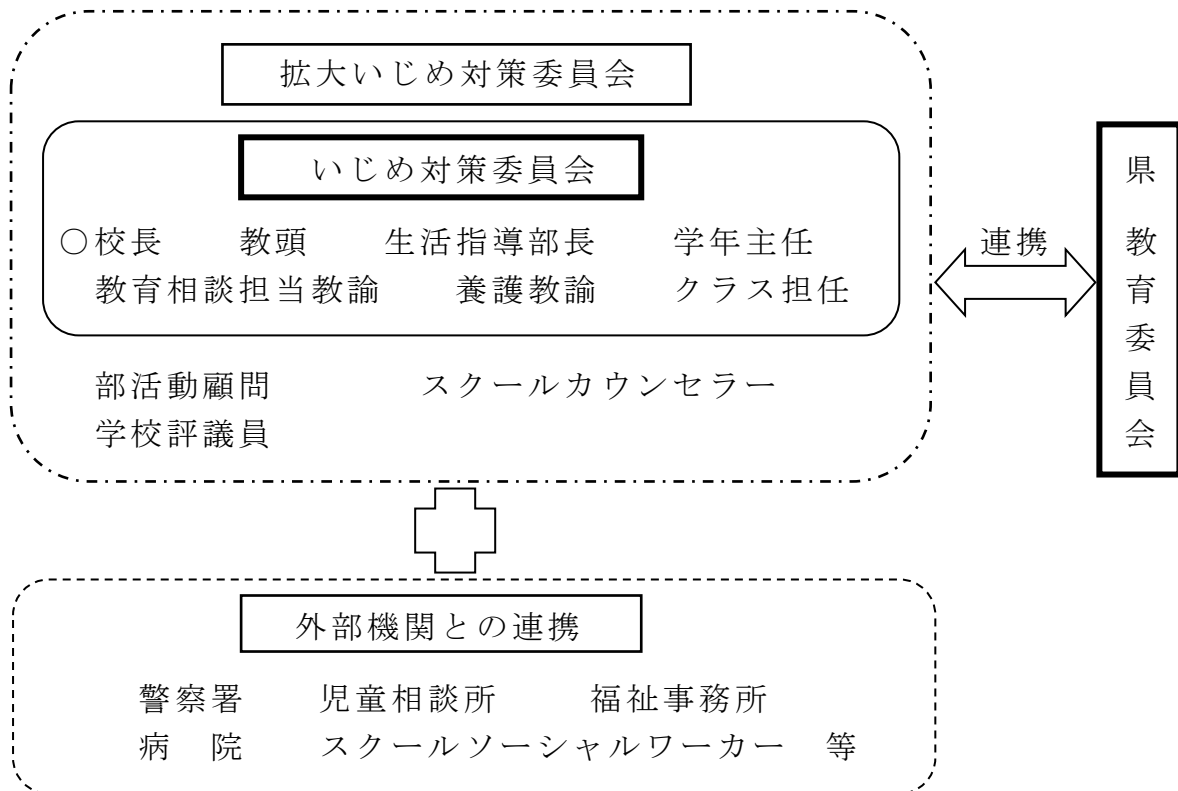 拡大いじめ対策委員会
いじめ対策委員会
○校長　教頭　生活指導部長　学年主任
教育相談担当教諭　養護教諭　クラス担任
部活動顧問　スクールカウンセラー
学校評議員
連携
県教育委員会
外部機関との連携
警察署　児童相談所　福祉事務所
病　院　スクールソーシャルワーカー　等